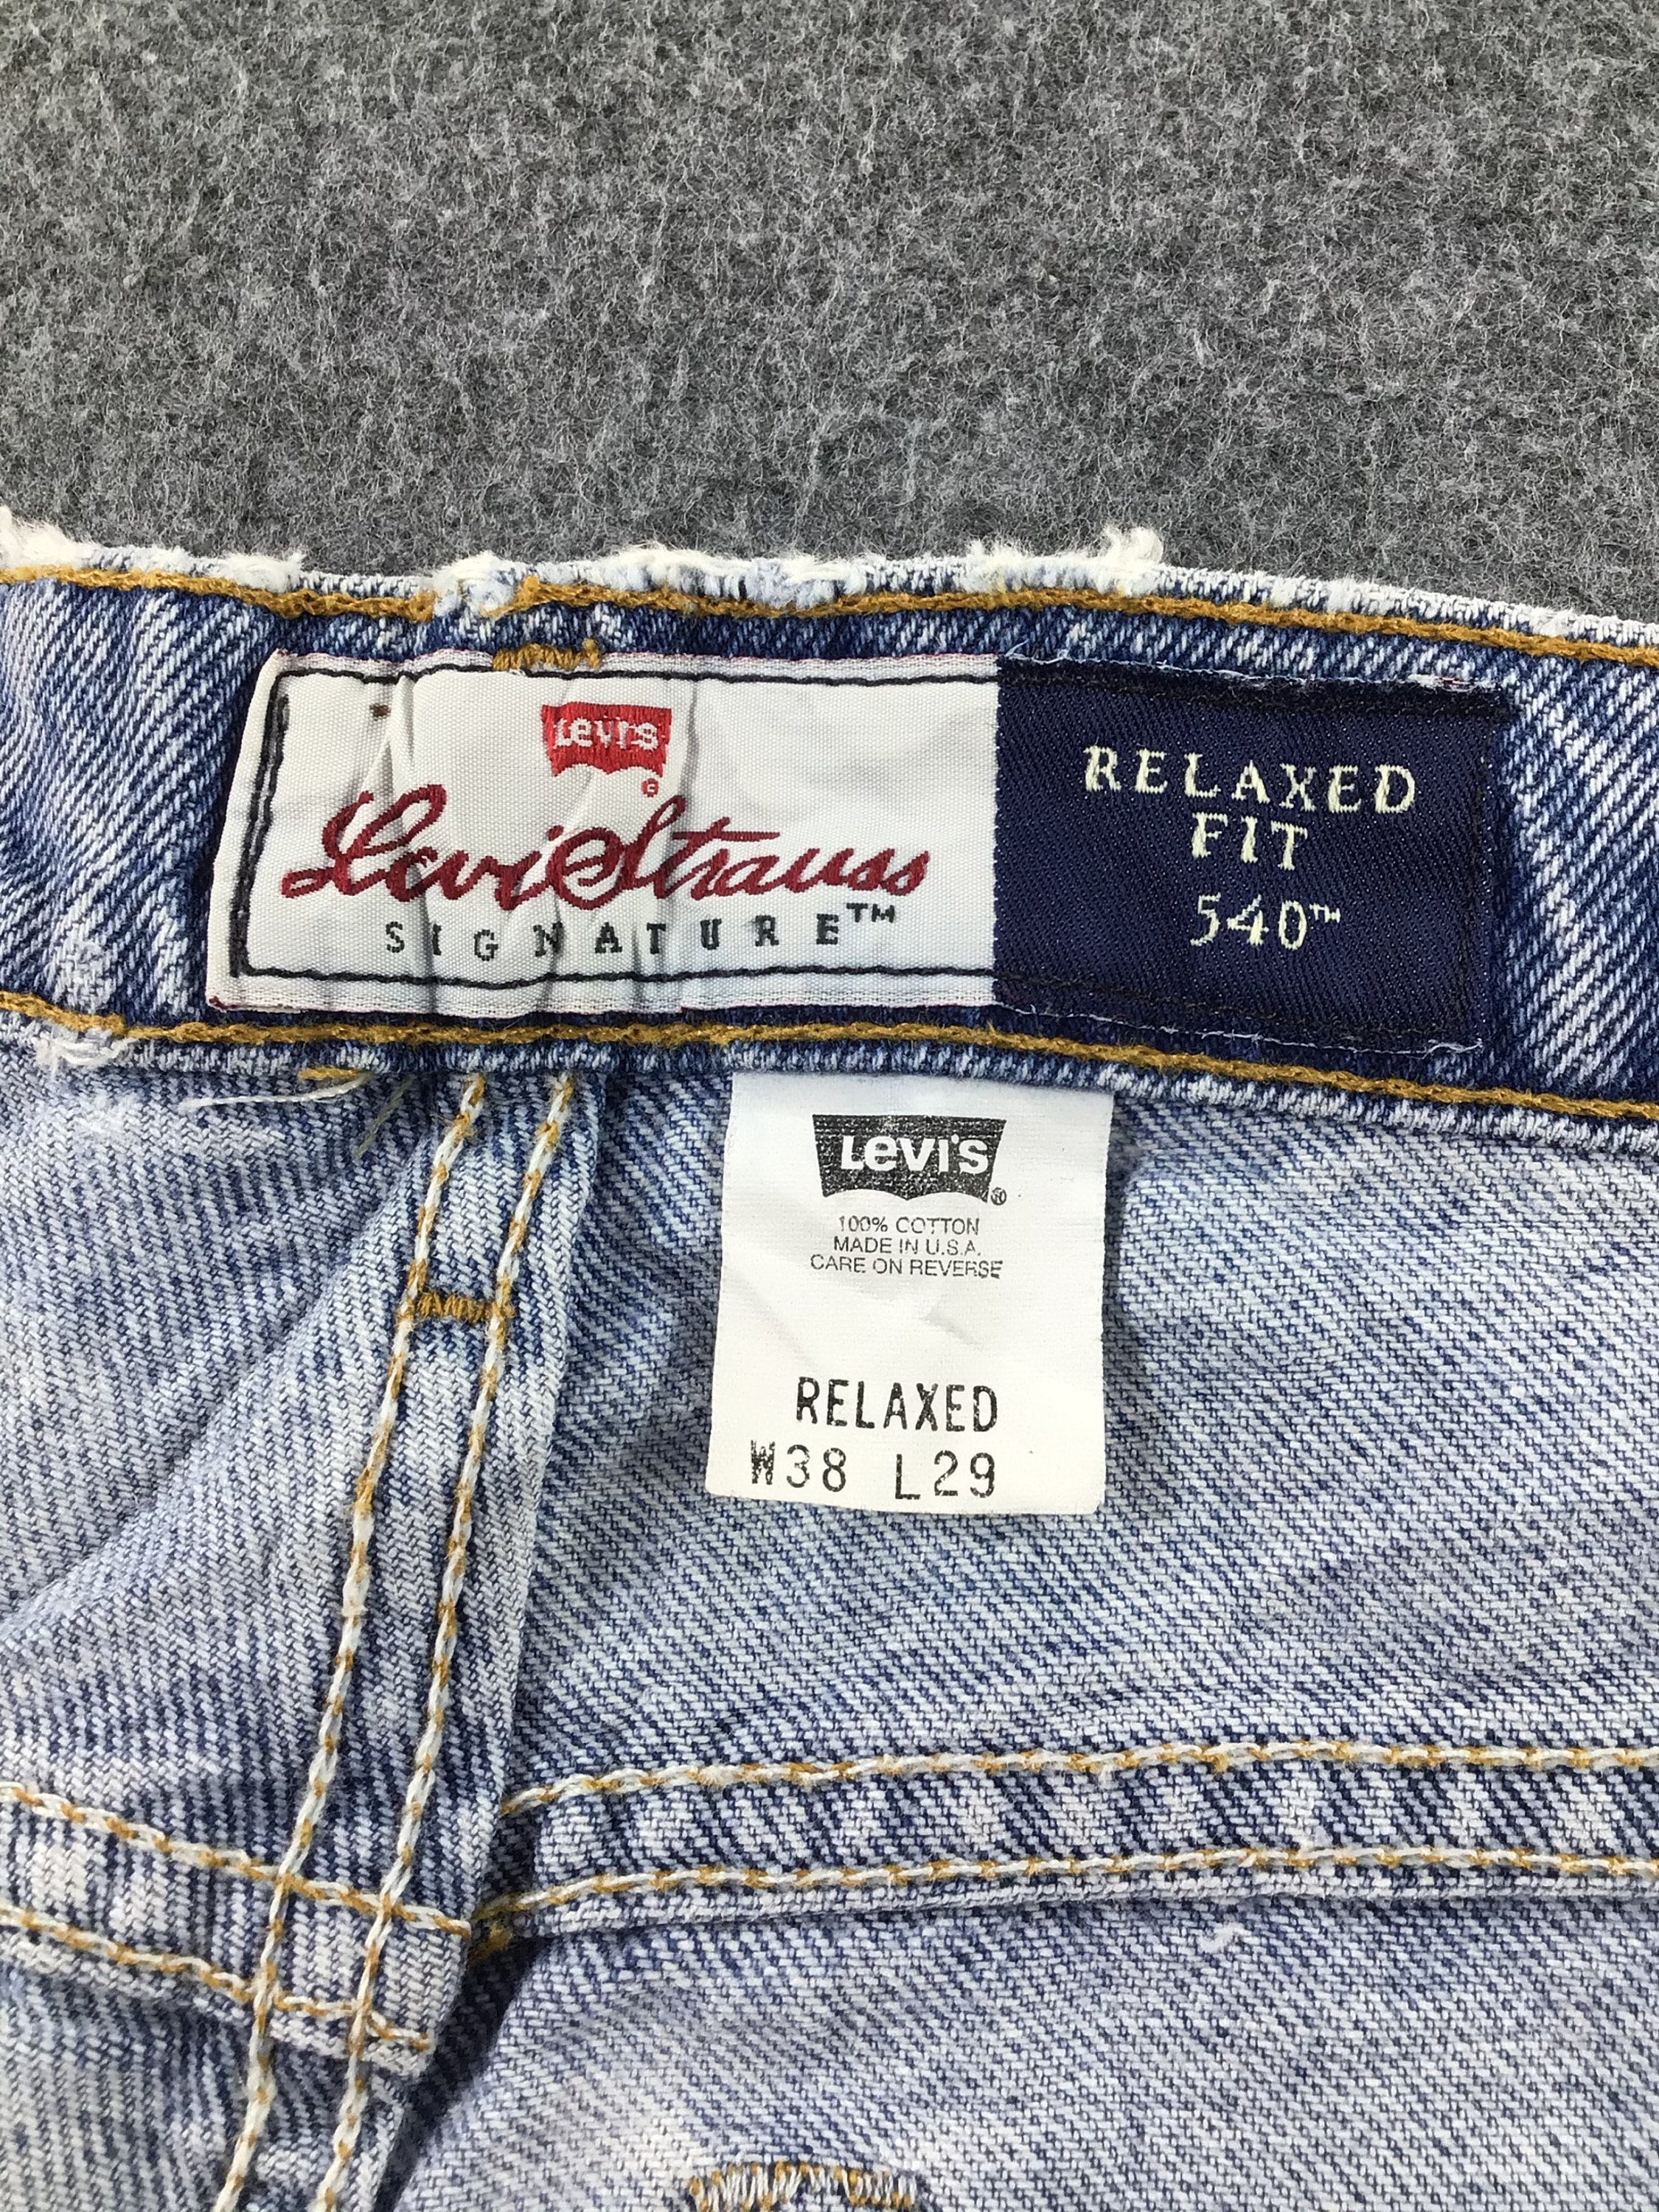 Levi's
©
Levi Strauss
SIGNATURE™
RELAXED
FIT
540™
Levi's®
100% COTTON
MADE IN U.S.A.
CARE ON REVERSE
RELAXED
W38 L29